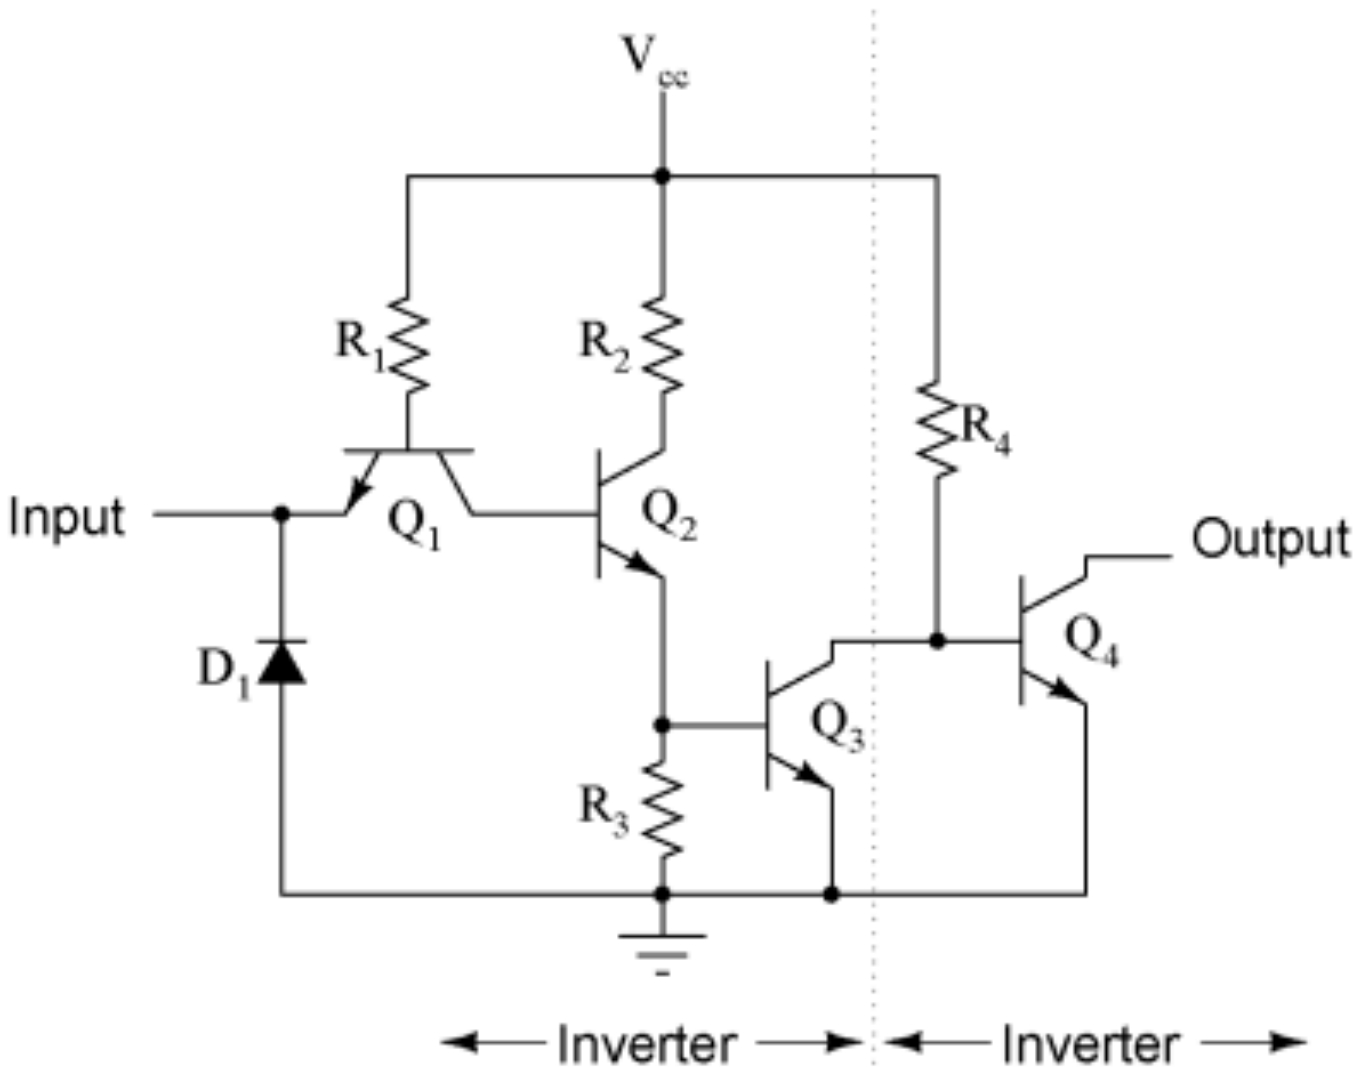 Vcc
R1
R2
R4
Input
Q1
Q2
Output
D1
Q4
Q3
R3
Inverter
Inverter